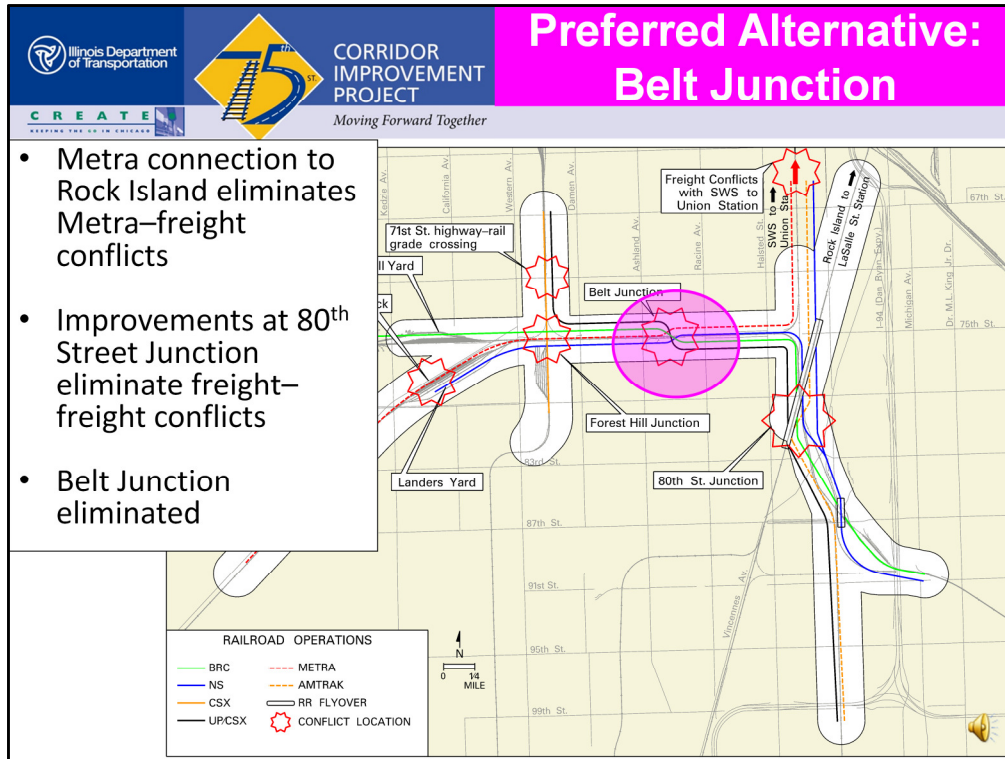 Illinois Department
of Transportation
CREATE
75th
ST.
CORRIDOR
IMPROVEMENT
PROJECT
Moving Forward Together
Preferred Alternative:
Belt Junction
• Metra connection to
Rock Island eliminates
Metra–freight
conflicts
• Improvements at 80th
Street Junction
eliminate freight–
freight conflicts
• Belt Junction
eliminated
Kedzie Av.
California Av.
Western Av.
Damen Av.
Ashland Av.
Racine Av.
Halsted St.
Freight Conflicts
with SWS to
Union Station
SWS to
Union Sta
Rock Island to
LaSalle St. Station
I-94 (Dan Ryan Expy.)
Michigan Av.
Dr. M.L. King Jr. Dr.
67th St.
71st St. highway–rail
grade crossing
ll Yard
ck
Belt Junction
75th St.
Forest Hill Junction
Landers Yard
83rd St.
80th St. Junction
87th St.
91st St.
Vincennes Av.
95th St.
99th St.
RAILROAD OPERATIONS
BRC
NS
CSX
UP/CSX
METRA
AMTRAK
RR FLYOVER
CONFLICT LOCATION
N
0 1⁄4
MILE